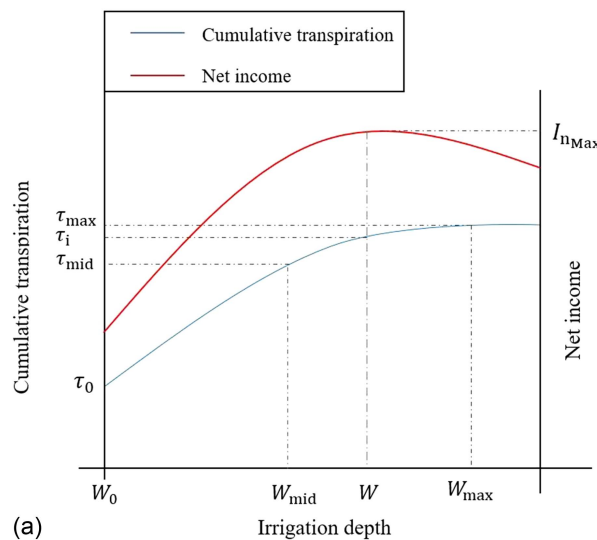 Cumulative transpiration
Net income
I_nMax
τ_max
τ_i
τ_mid
τ_0
Cumulative transpiration
Net income
W_0
W_mid
W
W_max
(a)
Irrigation depth